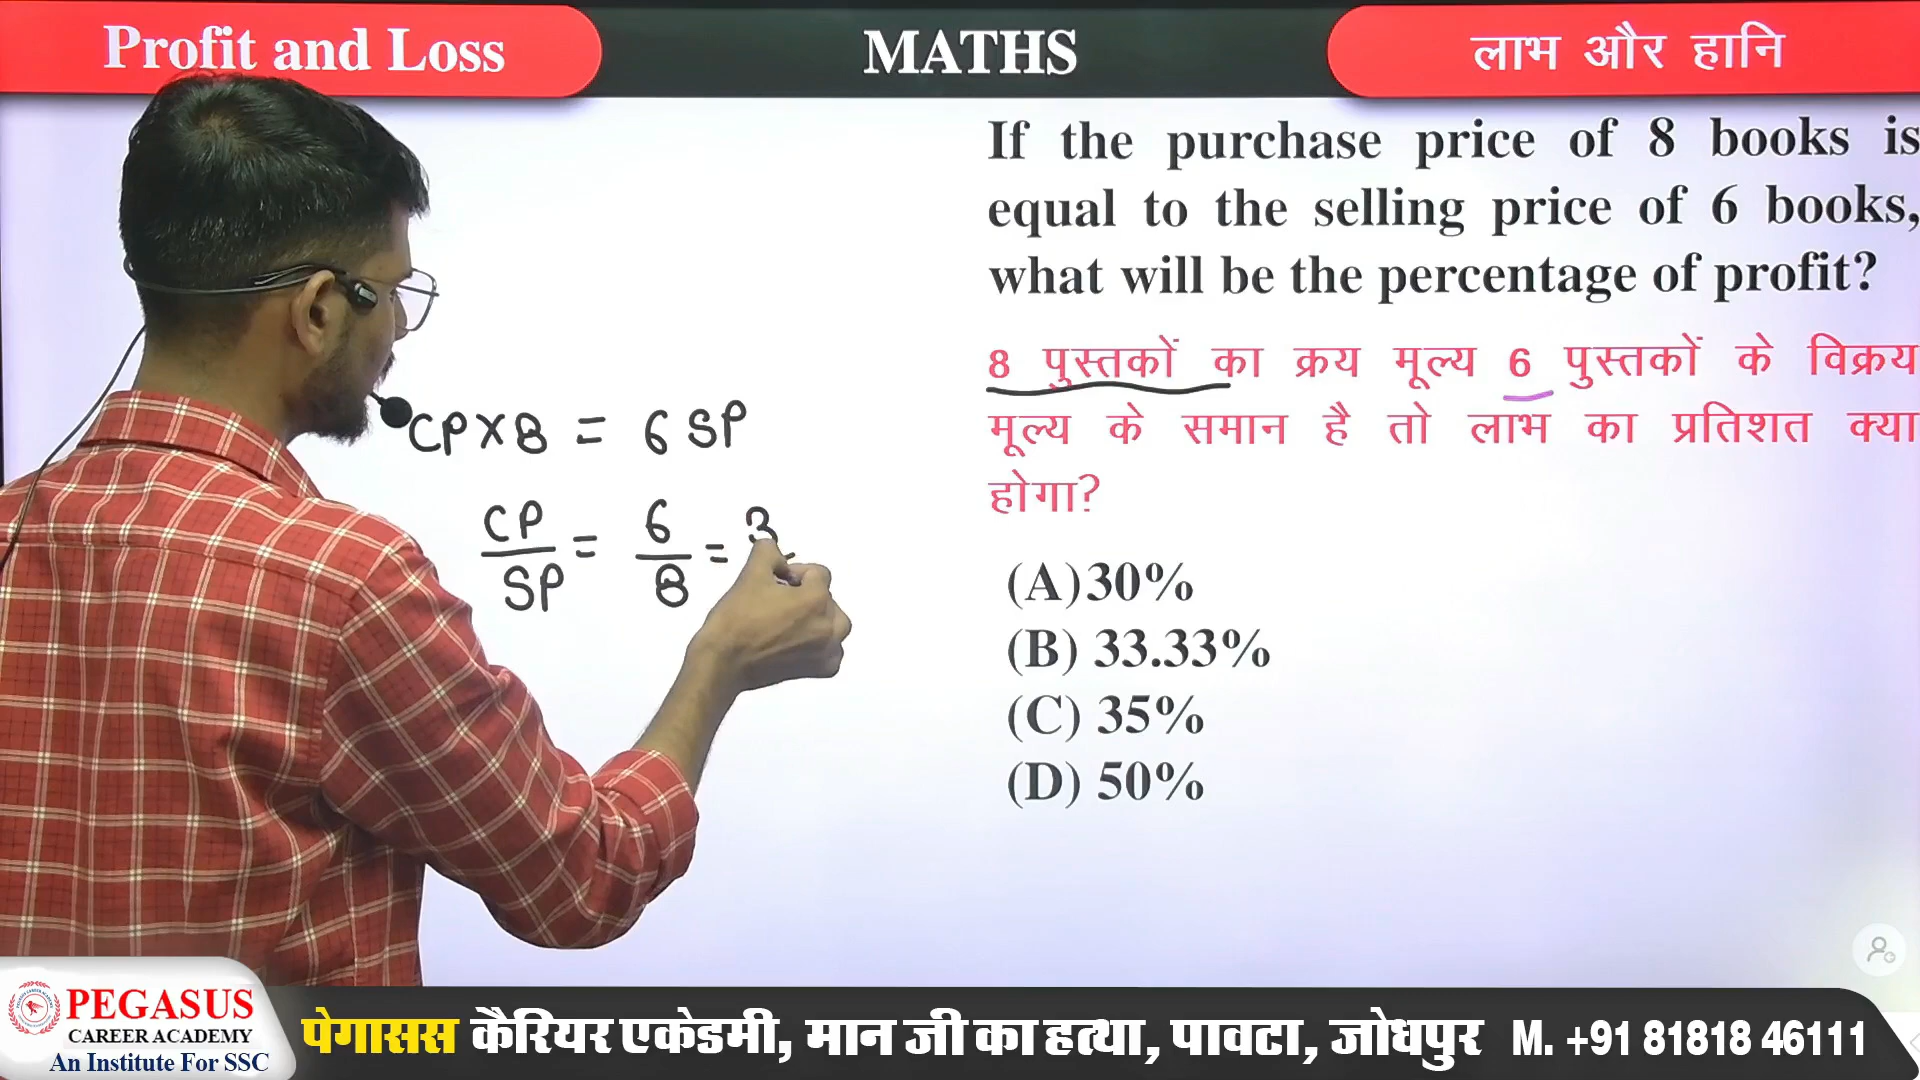 Profit and Loss
MATHS
लाभ और हानि
If the purchase price of 8 books is
equal to the selling price of 6 books,
what will be the percentage of profit?
8 पुस्तकों का क्रय मूल्य 6 पुस्तकों के विक्रय
मूल्य के समान है तो लाभ का प्रतिशत क्या
होगा?
(A)30%
(B) 33.33%
(C) 35%
(D) 50%
CP×8 = 6 SP
CP/SP = 6/8 = 3
PEGASUS
CAREER ACADEMY
An Institute For SSC
पेगासस कैरियर एकेडमी, मान जी का हत्था, पावटा, जोधपुर M. +91 81818 46111